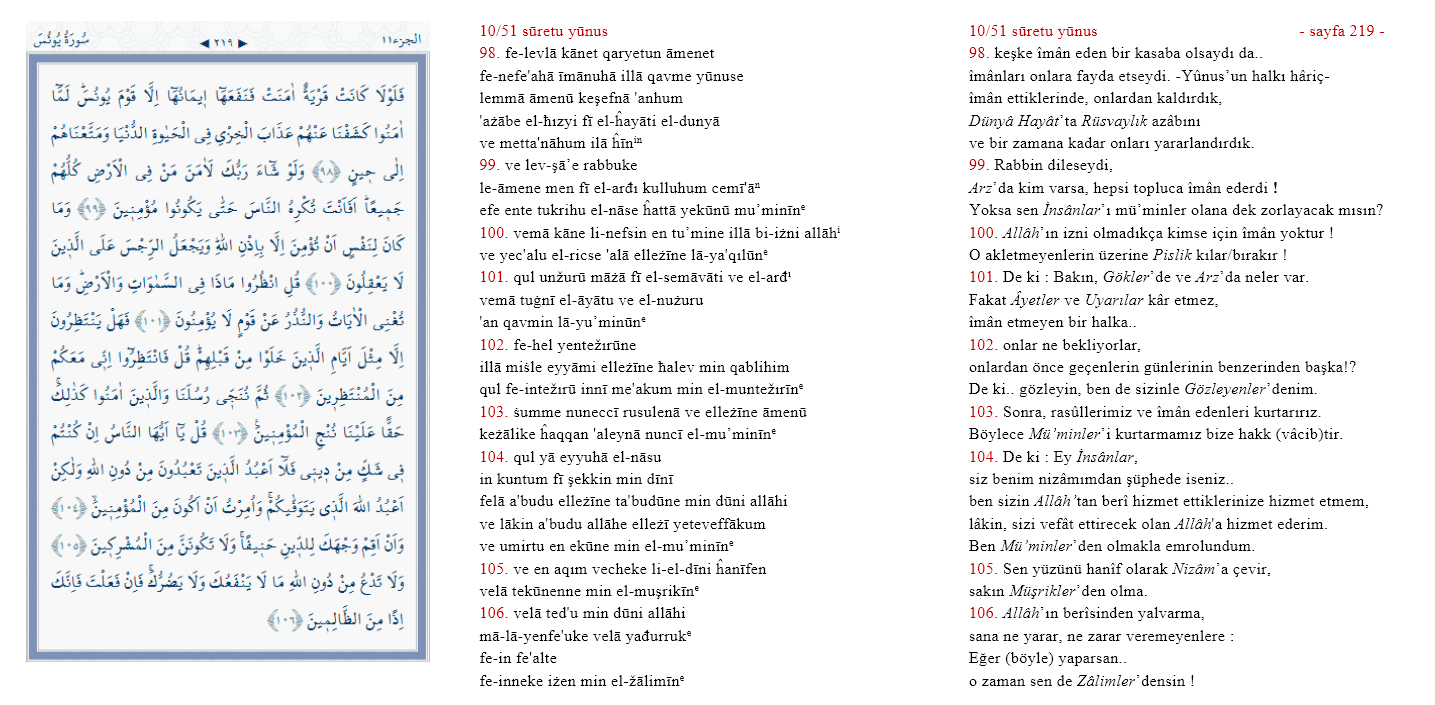 الجزء ١١ ◀ ٢١٩ ▶ سُورَةُ يُونُسَ
فَلَوْلَا كَانَتْ قَرْيَةٌ اٰمَنَتْ فَنَفَعَهَٓا ا۪يمَانُهَٓا اِلَّا قَوْمَ يُونُسَۜ لَمَّٓا
اٰمَنُوا كَشَفْنَا عَنْهُمْ عَذَابَ الْخِزْيِ فِي الْحَيٰوةِ الدُّنْيَا وَمَتَّعْنَاهُمْ
اِلٰى ح۪ينٍ ﴿٩٨﴾ وَلَوْ شَٓاءَ رَبُّكَ لَاٰمَنَ مَنْ فِي الْاَرْضِ كُلُّهُمْ
جَم۪يعًاۜ اَفَاَنْتَ تُكْرِهُ النَّاسَ حَتّٰى يَكُونُوا مُؤْمِن۪ينَ ﴿٩٩﴾ وَمَا
كَانَ لِنَفْسٍ اَنْ تُؤْمِنَ اِلَّا بِاِذْنِ اللّٰهِۜ وَيَجْعَلُ الرِّجْسَ عَلَى الَّذ۪ينَ
لَا يَعْقِلُونَ ﴿١٠٠﴾ قُلِ انْظُرُوا مَاذَا فِي السَّمٰوَاتِ وَالْاَرْضِۜ وَمَا
تُغْنِي الْاٰيَاتُ وَالنُّذُرُ عَنْ قَوْمٍ لَا يُؤْمِنُونَ ﴿١٠١﴾ فَهَلْ يَنْتَظِرُونَ
اِلَّا مِثْلَ اَيَّامِ الَّذ۪ينَ خَلَوْا مِنْ قَبْلِهِمْۜ قُلْ فَانْتَظِرُٓوا اِنّ۪ي مَعَكُمْ
مِنَ الْمُنْتَظِر۪ينَ ﴿١٠٢﴾ ثُمَّ نُنَجّ۪ي رُسُلَنَا وَالَّذ۪ينَ اٰمَنُوا كَذٰلِكَۚ
حَقًّا عَلَيْنَا نُنْجِ الْمُؤْمِن۪ينَ۟ ﴿١٠٣﴾ قُلْ يَٓا اَيُّهَا النَّاسُ اِنْ كُنْتُمْ
ف۪ي شَكٍّ مِنْ د۪ين۪ي فَلَٓا اَعْبُدُ الَّذ۪ينَ تَعْبُدُونَ مِنْ دُونِ اللّٰهِ وَلٰكِنْ
اَعْبُدُ اللّٰهَ الَّذ۪ي يَتَوَفّٰيكُمْۚ وَاُمِرْتُ اَنْ اَكُونَ مِنَ الْمُؤْمِن۪ينَۙ ﴿١٠٤﴾
وَاَنْ اَقِمْ وَجْهَكَ لِلدّ۪ينِ حَن۪يفًاۚ وَلَا تَكُونَنَّ مِنَ الْمُشْرِك۪ينَ ﴿١٠٥﴾
وَلَا تَدْعُ مِنْ دُونِ اللّٰهِ مَا لَا يَنْفَعُكَ وَلَا يَضُرُّكَۚ فَاِنْ فَعَلْتَ فَاِنَّكَ
اِذًا مِنَ الظَّالِم۪ينَ ﴿١٠٦﴾
10/51 sūretu yūnus
98. fe-levlā kānet qaryetun āmenet
fe-nefe'ahā īmānuhā illā qavme yūnuse
lemmā āmenū keşefnā 'anhum
'ażābe el-ħızyi fī el-ĥayāti el-dunyā
ve metta'nāhum ilā ĥīnⁱⁿ
99. ve lev-şā’e rabbuke
le-āmene men fī el-arđı kulluhum cemī'āⁿ
efe ente tukrihu el-nāse ĥattā yekūnū mu’minīnᵉ
100. vemā kāne li-nefsin en tu’mine illā bi-iżni allāhⁱ
ve yec'alu el-ricse 'alā elleżīne lā-ya'qılūnᵉ
101. qul unžurū māżā fī el-semāvāti ve el-arđⁱ
vemā tuġnī el-āyātu ve el-nużuru
'an qavmin lā-yu’minūnᵉ
102. fe-hel yentežırūne
illā miśle eyyāmi elleżīne ħalev min qablihim
qul fe-intežırū innī me'akum min el-muntežırīnᵉ
103. śumme nuneccī rusulenā ve elleżīne āmenū
keżālike ĥaqqan 'aleynā nuncī el-mu’minīnᵉ
104. qul yā eyyuhā el-nāsu
in kuntum fī şekkin min dīnī
felā a'budu elleżīne ta'budūne min dūni allāhi
ve lākin a'budu allāhe elleżī yeteveffākum
ve umirtu en ekūne min el-mu’minīnᵉ
105. ve en aqım vecheke li-el-dīni ĥanīfen
velā tekūnenne min el-muşrikīnᵉ
106. velā ted'u min dūni allāhi
mā-lā-yenfe'uke velā yađurrukᵉ
fe-in fe'alte
fe-inneke iżen min el-žālimīnᵉ
10/51 sūretu yūnus - sayfa 219 -
98. keşke îmân eden bir kasaba olsaydı da..
îmânları onlara fayda etseydi. -Yûnus’un halkı hâriç-
îmân ettiklerinde, onlardan kaldırdık,
Dünyâ Hayât’ta Rüsvaylık azâbını
ve bir zamana kadar onları yararlandırdık.
99. Rabbin dileseydi,
Arz’da kim varsa, hepsi topluca îmân ederdi !
Yoksa sen İnsânlar’ı mü’minler olana dek zorlayacak mısın?
100. Allâh’ın izni olmadıkça kimse için îmân yoktur !
O akletmeyenlerin üzerine Pislik kılar/bırakır !
101. De ki : Bakın, Gökler’de ve Arz’da neler var.
Fakat Âyetler ve Uyarılar kâr etmez,
îmân etmeyen bir halka..
102. onlar ne bekliyorlar,
onlardan önce geçenlerin günlerinin benzerinden başka!?
De ki.. gözleyin, ben de sizinle Gözleyenler’denim.
103. Sonra, rasûllerimiz ve îmân edenleri kurtarırız.
Böylece Mü’minler’i kurtarmamız bize hakk (vâcib)tir.
104. De ki : Ey İnsânlar,
siz benim nizâmımdan şüphede iseniz..
ben sizin Allâh’tan berî hizmet ettiklerinize hizmet etmem,
lâkin, sizi vefât ettirecek olan Allâh'a hizmet ederim.
Ben Mü’minler’den olmakla emrolundum.
105. Sen yüzünü hanîf olarak Nizâm’a çevir,
sakın Müşrikler’den olma.
106. Allâh’ın berîsinden yalvarma,
sana ne yarar, ne zarar veremeyenlere :
Eğer (böyle) yaparsan..
o zaman sen de Zâlimler’densin !